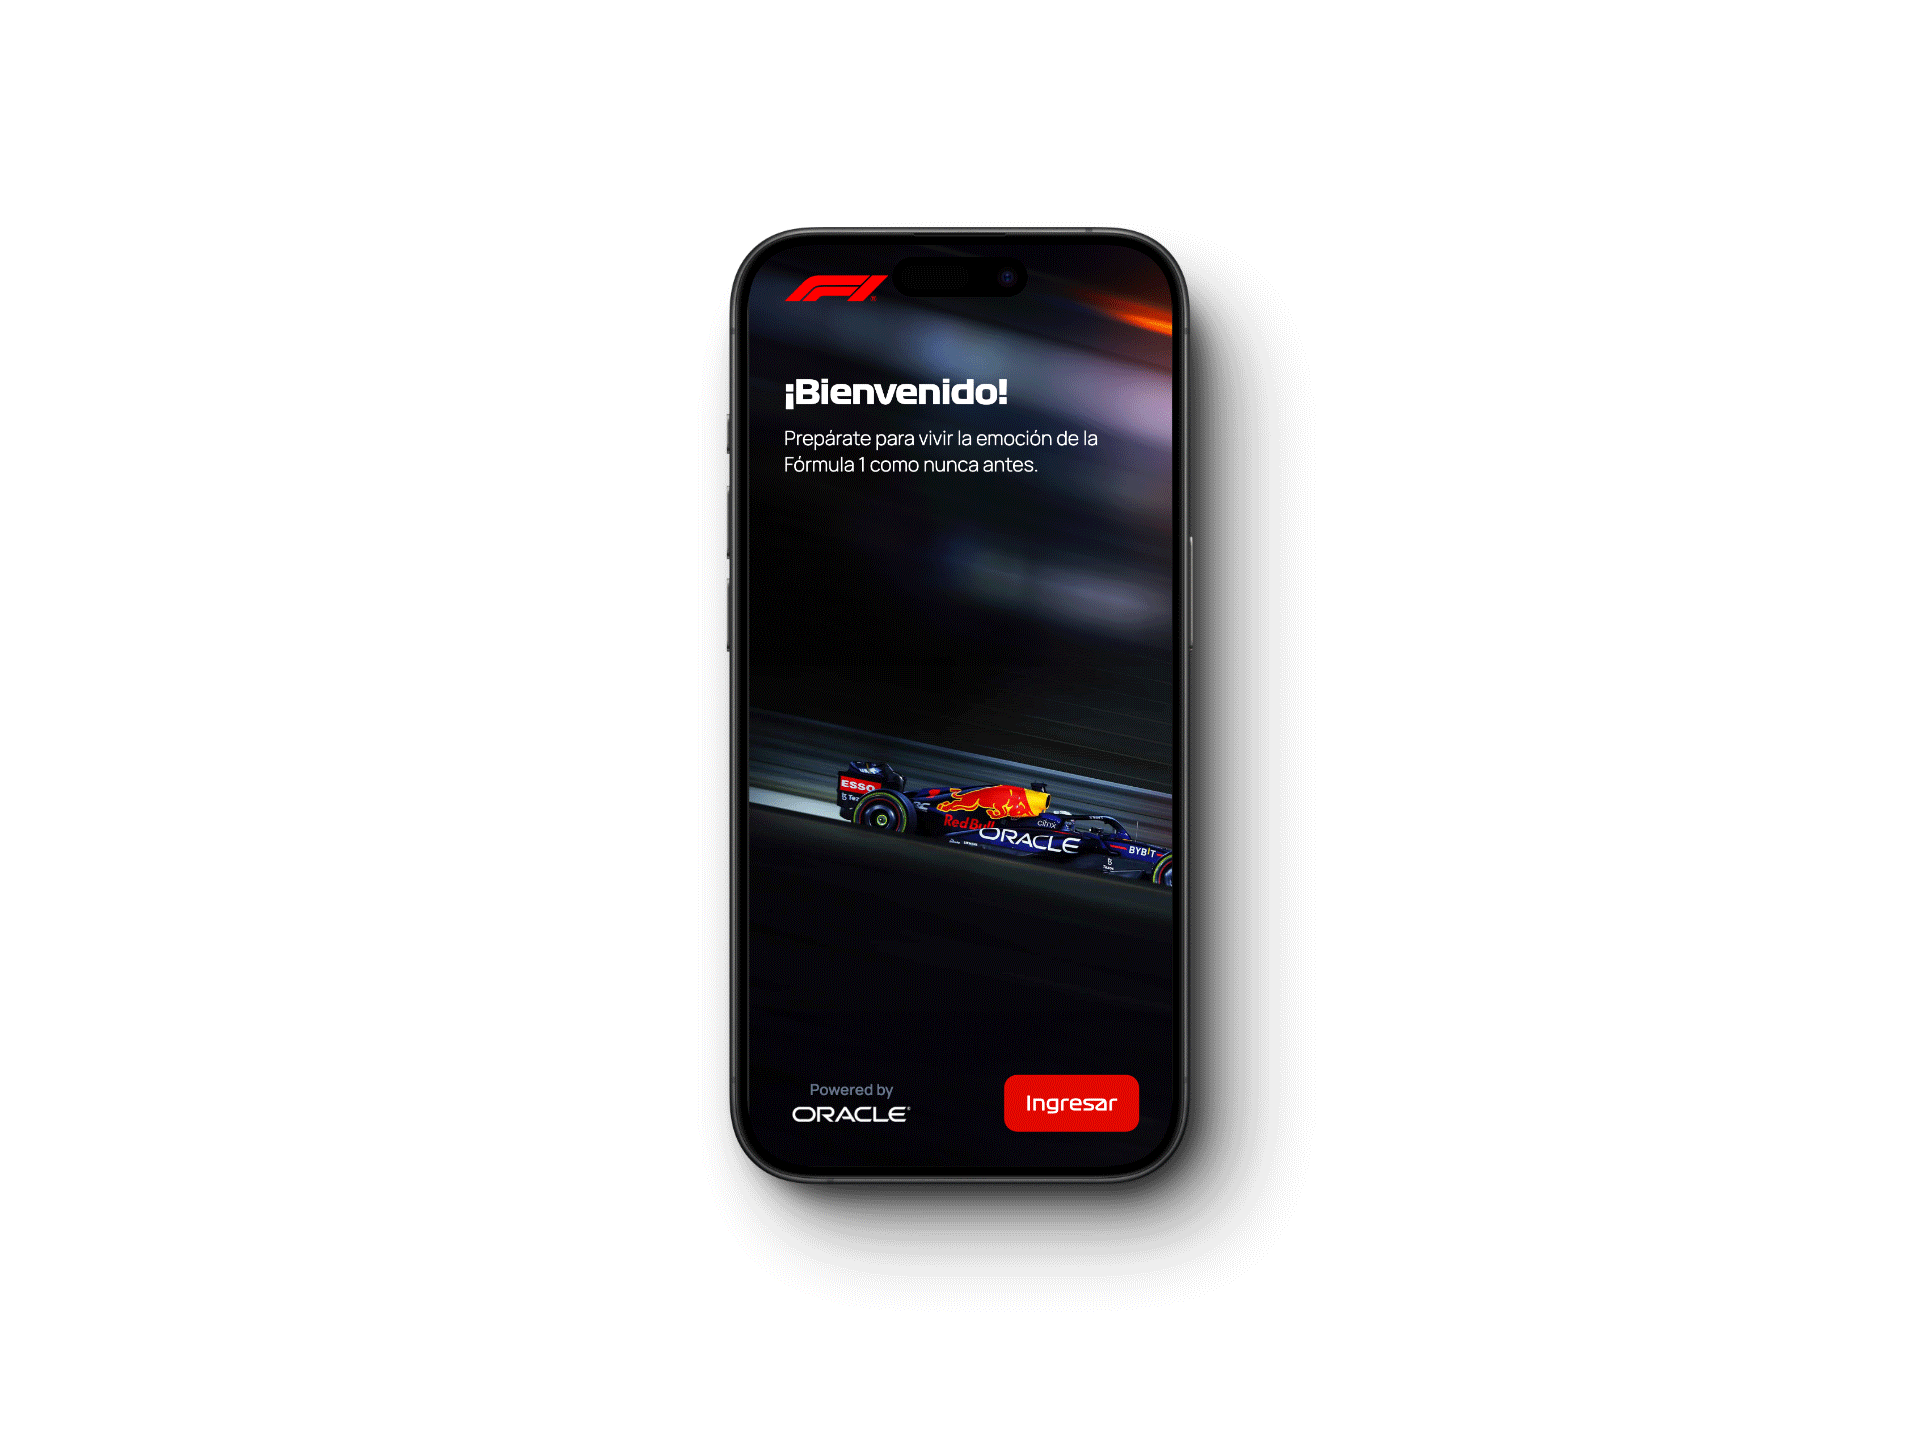 F1
¡Bienvenido!
Prepárate para vivir la emoción de la
Fórmula 1 como nunca antes.
ESSO
Red Bull
citrix
ORACLE
BYBIT
Powered by
ORACLE
Ingresar